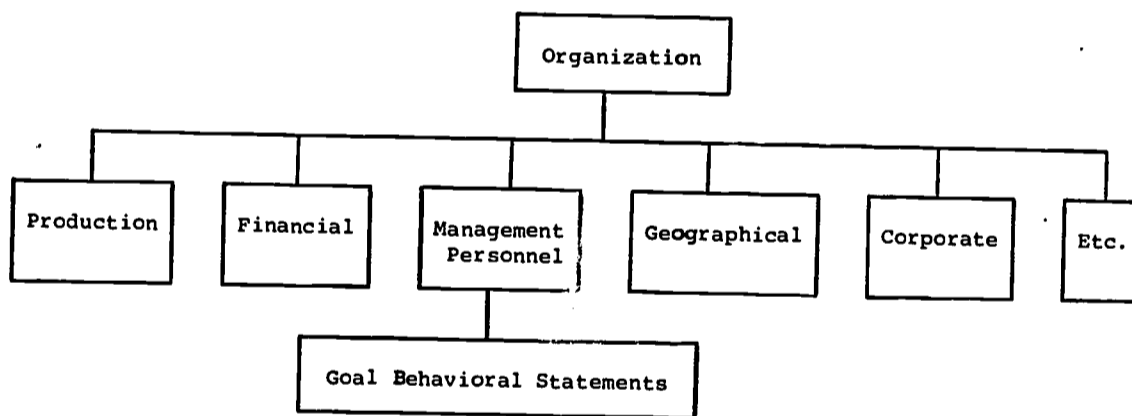 Organization
Production
Financial
Management
Personnel
Geographical
Corporate
Etc.
Goal Behavioral Statements